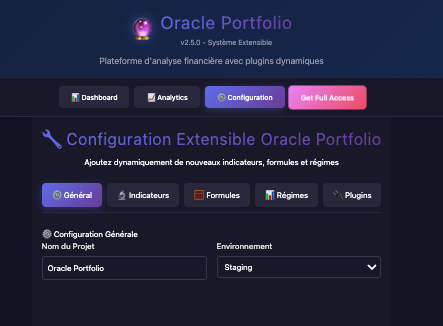 🔮 Oracle Portfolio
v2.5.0 - Système Extensible
Plateforme d'analyse financière avec plugins dynamiques
📊 Dashboard 📈 Analytics ⚙️ Configuration Get Full Access
🔧 Configuration Extensible Oracle Portfolio
Ajoutez dynamiquement de nouveaux indicateurs, formules et régimes
⚙️ Général 🔬 Indicateurs 🧮 Formules 📊 Régimes 🔌 Plugins
⚙️ Configuration Générale
Nom du Projet Environnement
Oracle Portfolio Staging